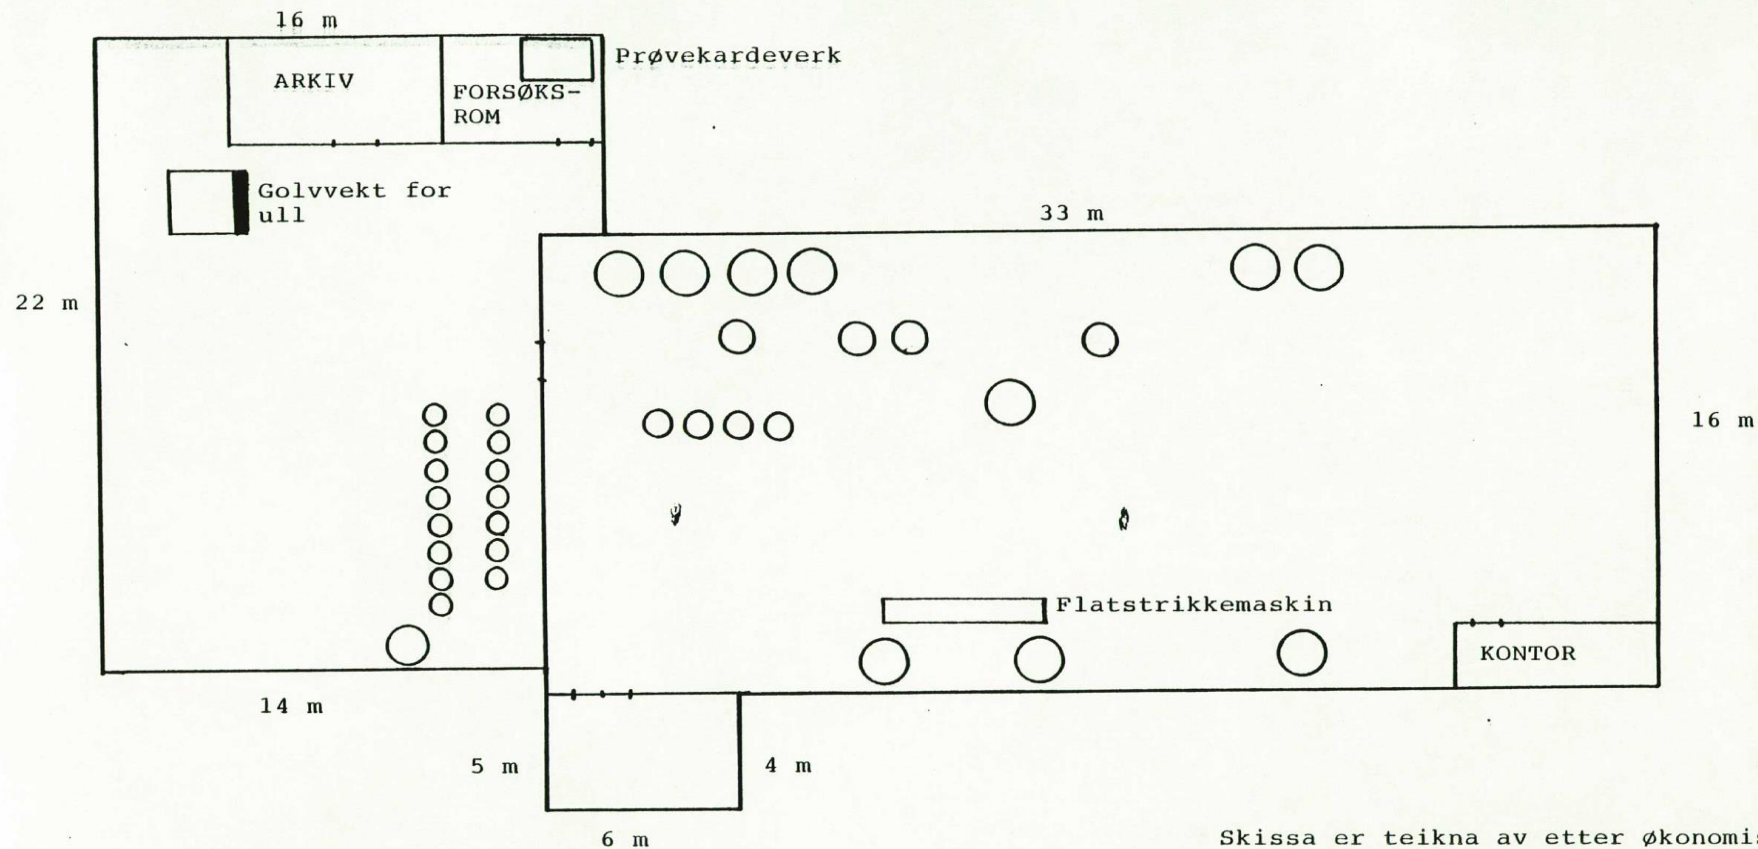 16 m
Prøvekardeverk
ARKIV
FORSØKS-
ROM
Golvvekt for
ull
33 m
22 m
16 m
Flatstrikkemaskin
KONTOR
14 m
5 m
4 m
6 m
Skissa er teikna av etter